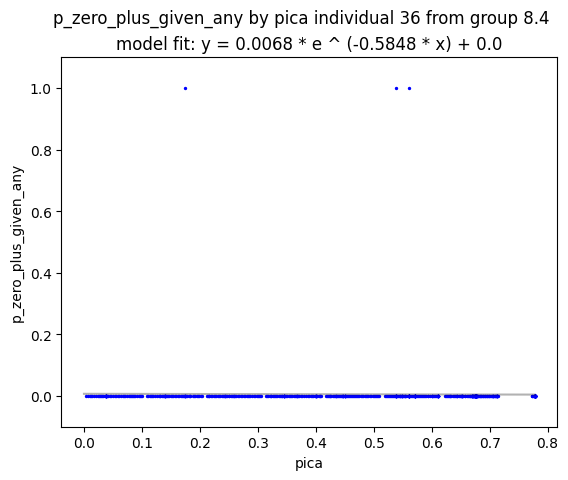 p_zero_plus_given_any by pica individual 36 from group 8.4
model fit: y = 0.0068 * e ^ (-0.5848 * x) + 0.0
1.0
0.8
0.6
0.4
0.2
0.0
p_zero_plus_given_any
0.0 0.1 0.2 0.3 0.4 0.5 0.6 0.7 0.8
pica